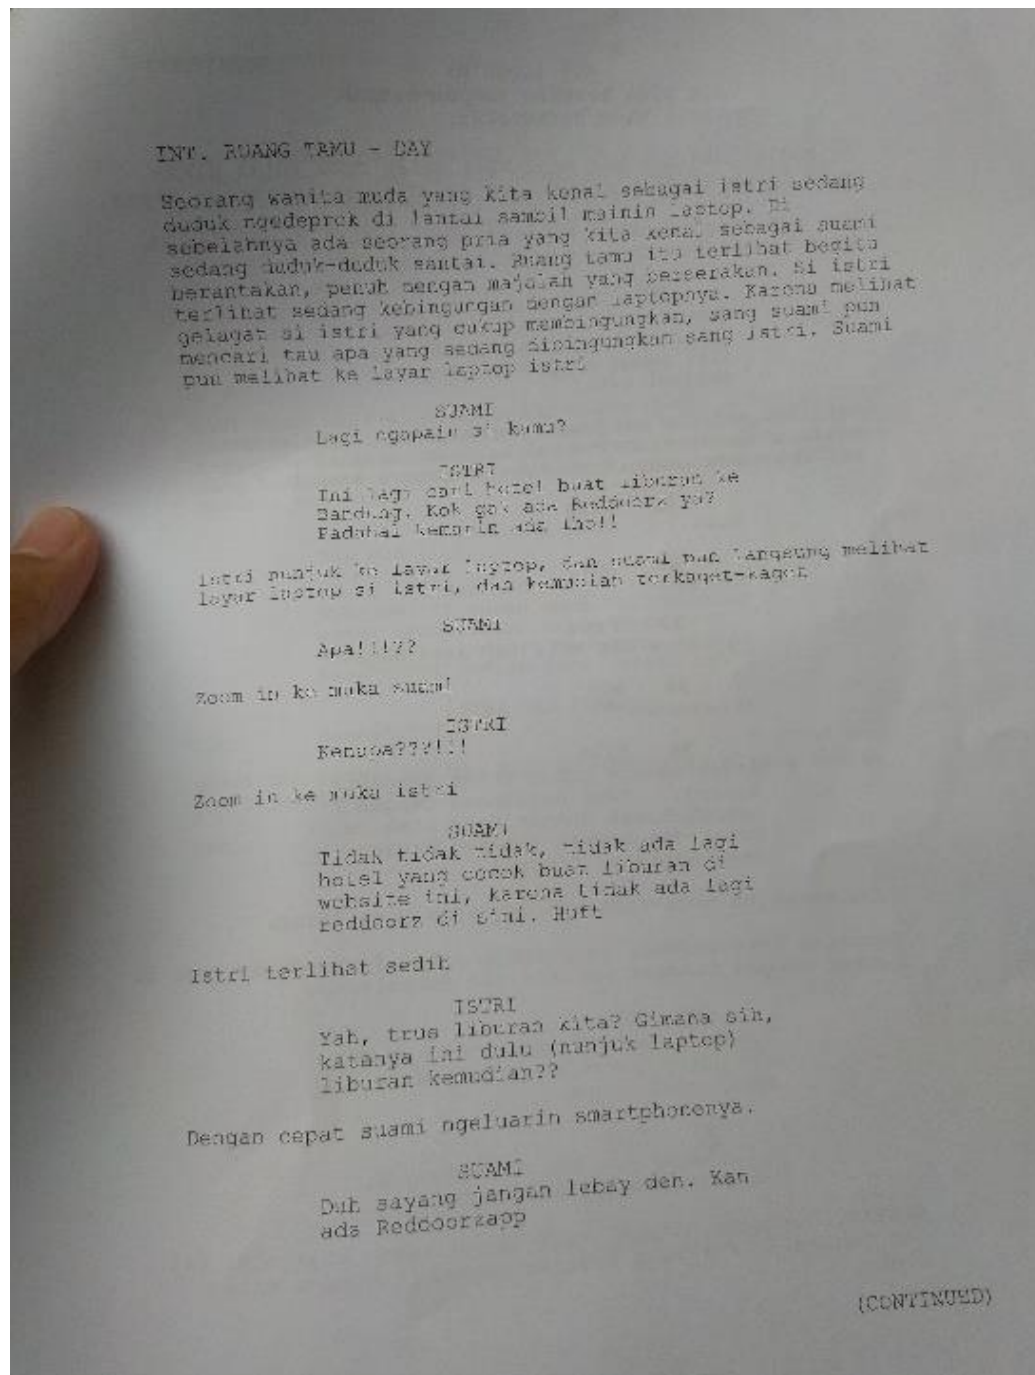 INT. RUANG TAMU - DAY
Seorang wanita muda yang kita kenal sebagai istri sedang
duduk ngedeprok di lantai sambil mainin laptop. Di
sebelahnya ada seorang pria yang kita kenal sebagai suami
sedang duduk-duduk santai. Ruang tamu itu terlihat begitu
berantakan, penuh dengan majalah yang berserakan. Si istri
terlihat sedang kebingungan dengan laptopnya. Karena melihat
gelagat si istri yang cukup membingungkan, sang suami pun
mencari tau apa yang sedang dibingungkan sang istri. Suami
pun melihat ke layar laptop istri
SUAMI
Lagi ngapain si kamu?
ISTRI
Ini lagi cari hotel buat liburan ke
Bandung. Kok gak ada Reddoorz ya?
Padahal kemarin ada lho!!
Istri nunjuk ke layar laptop, dan suami pun langsung melihat
layar laptop si istri, dan kemudian terkaget-kaget
SUAMI
Apa!!!??
Zoom in ke muka suami
ISTRI
Kenapa???!!!
Zoom in ke muka istri
SUAMI
Tidak tidak tidak, tidak ada lagi
hotel yang cocok buat liburan di
website ini, karena tidak ada lagi
reddoorz di sini. Huft
Istri terlihat sedih
ISTRI
Yah, trus liburan kita? Gimana sih,
katanya ini dulu (nunjuk laptop)
liburan kemudian??
Dengan cepat suami ngeluarin smartphonenya.
SUAMI
Duh sayang jangan lebay deh. Kan
ada Reddoorzapp
(CONTINUED)